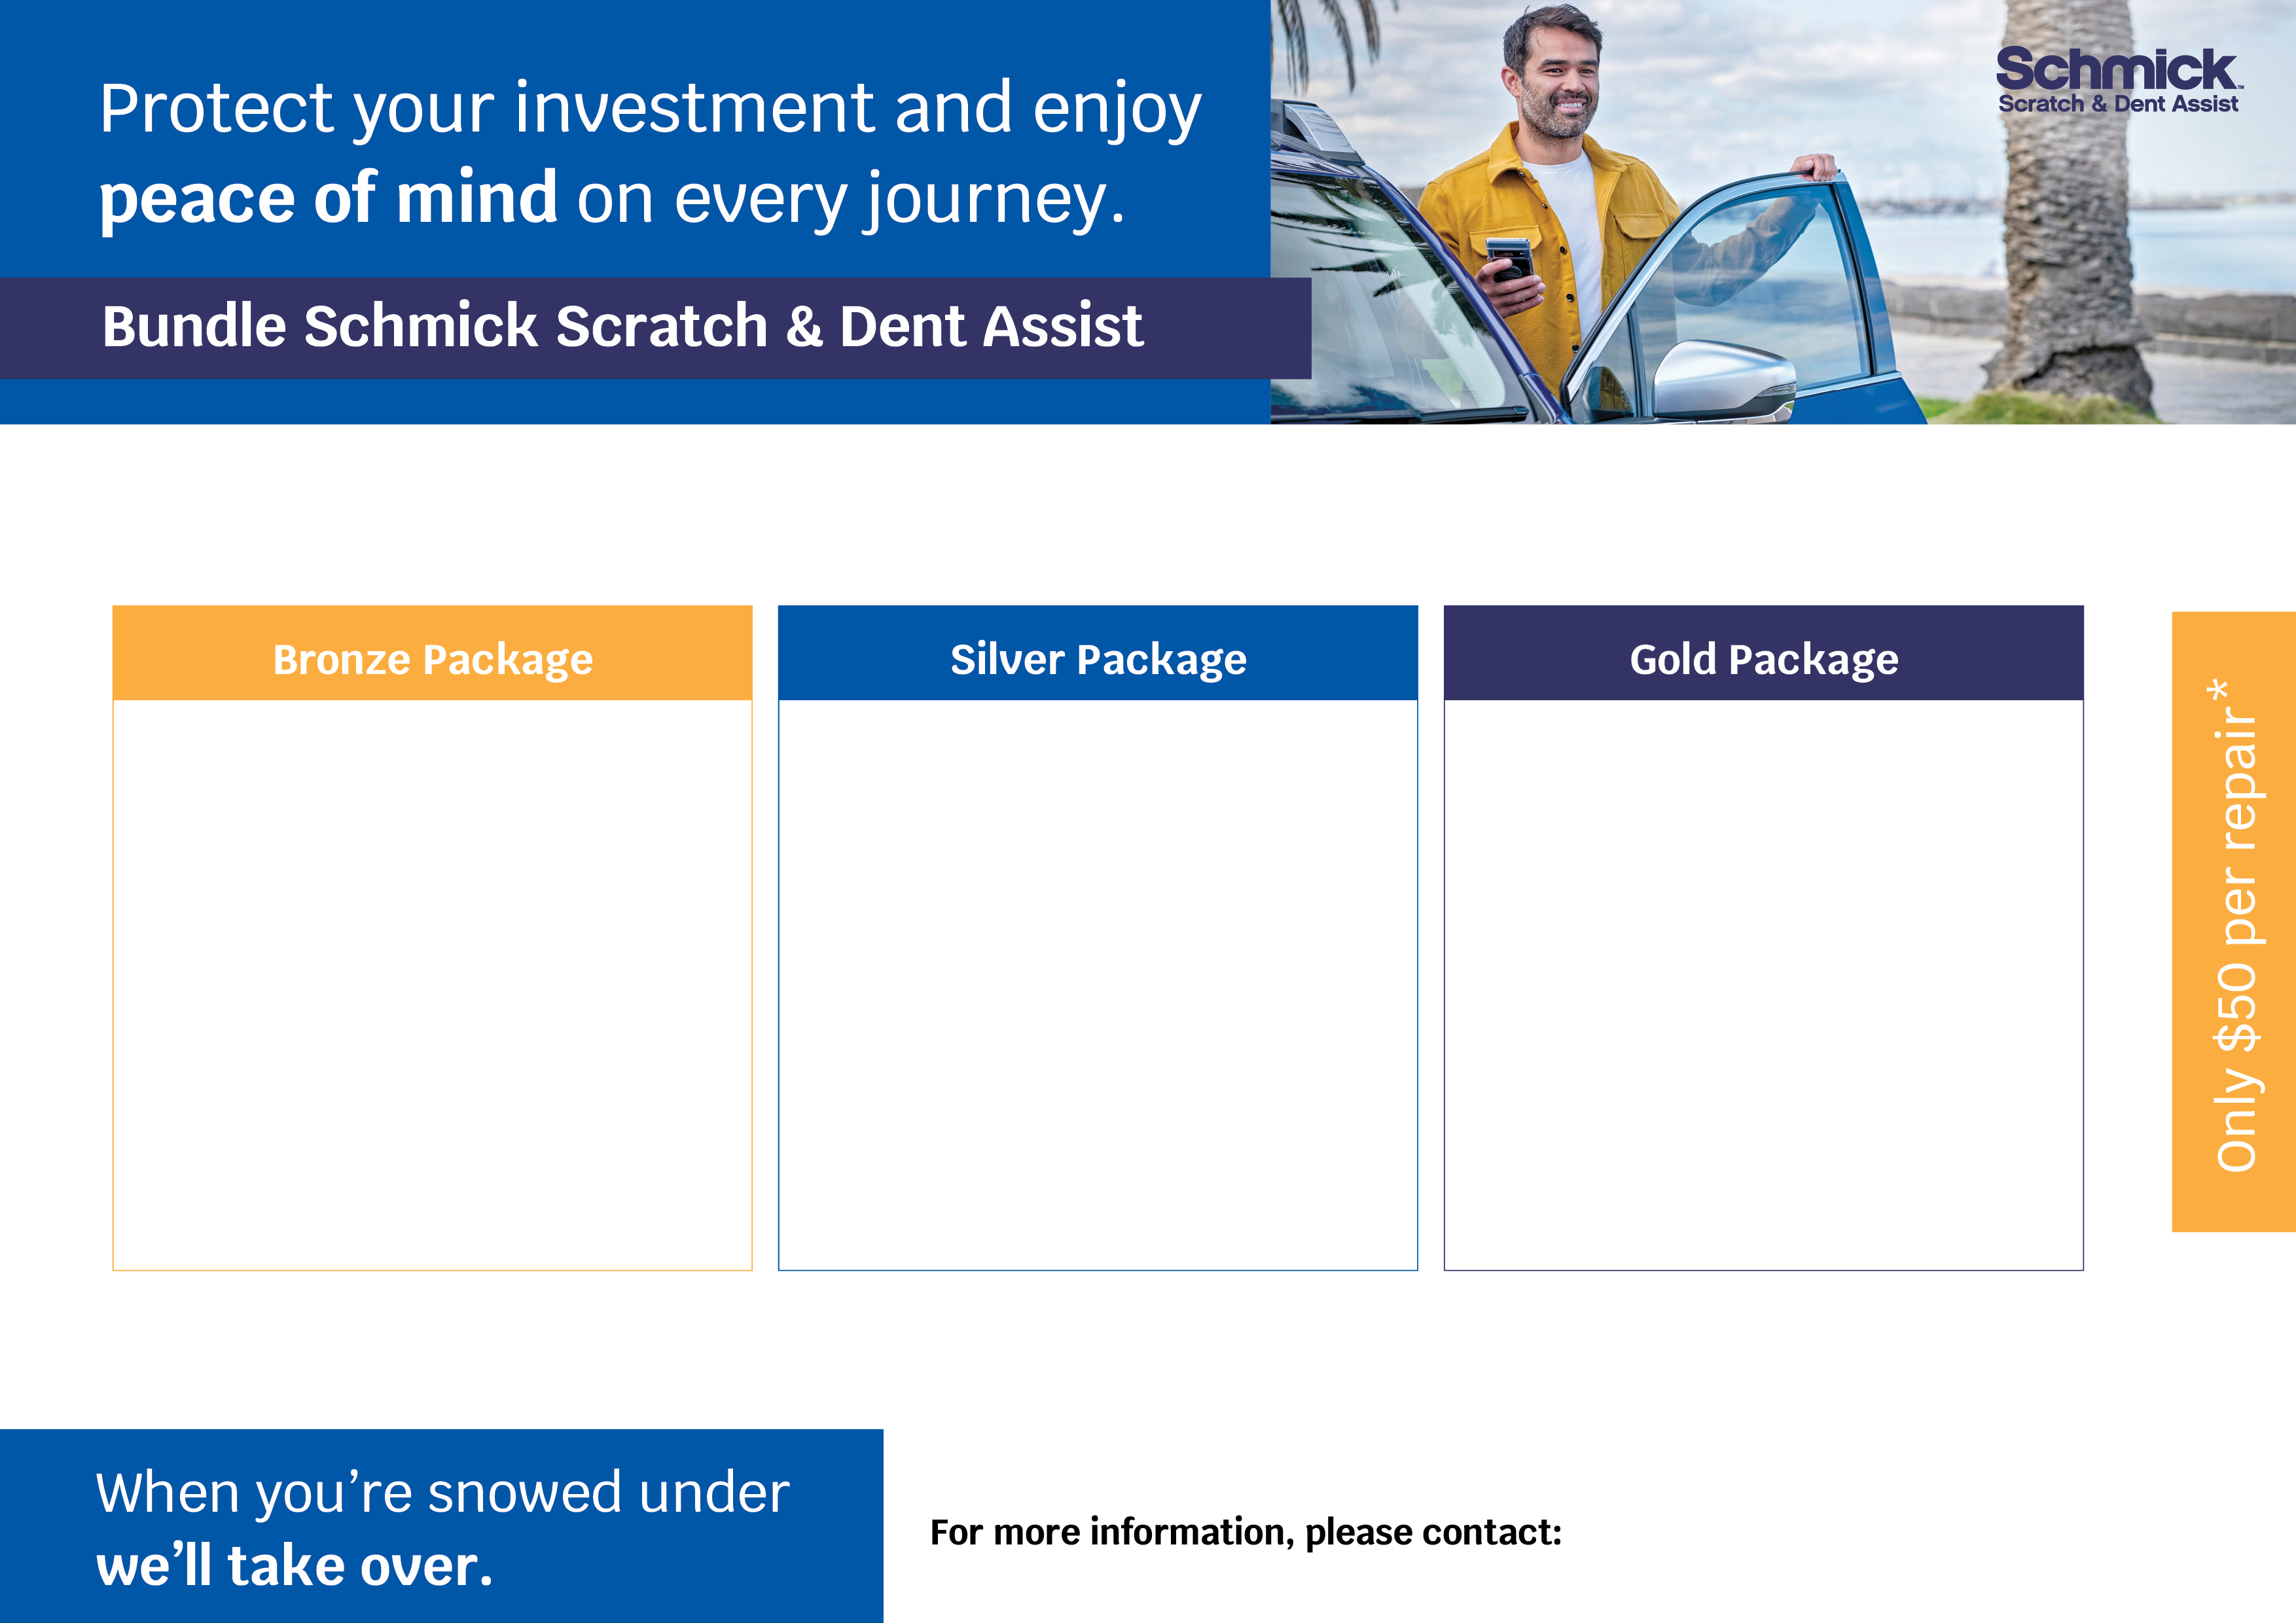 Protect your investment and enjoy
peace of mind on every journey.
Bundle Schmick Scratch & Dent Assist
Schmick™
Scratch & Dent Assist
Bronze Package
Silver Package
Gold Package
Only $50 per repair*
When you’re snowed under
we’ll take over.
For more information, please contact: